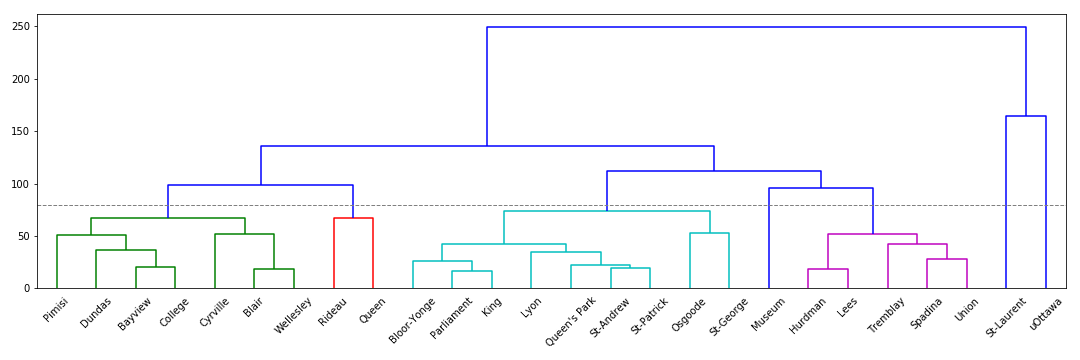 250
200
150
100
50
0
Pimisi
Dundas
Bayview
College
Cyrville
Blair
Wellesley
Rideau
Queen
Bloor-Yonge
Parliament
King
Lyon
Queen's Park
St-Andrew
St-Patrick
Osgoode
St-George
Museum
Hurdman
Lees
Tremblay
Spadina
Union
St-Laurent
uOttawa